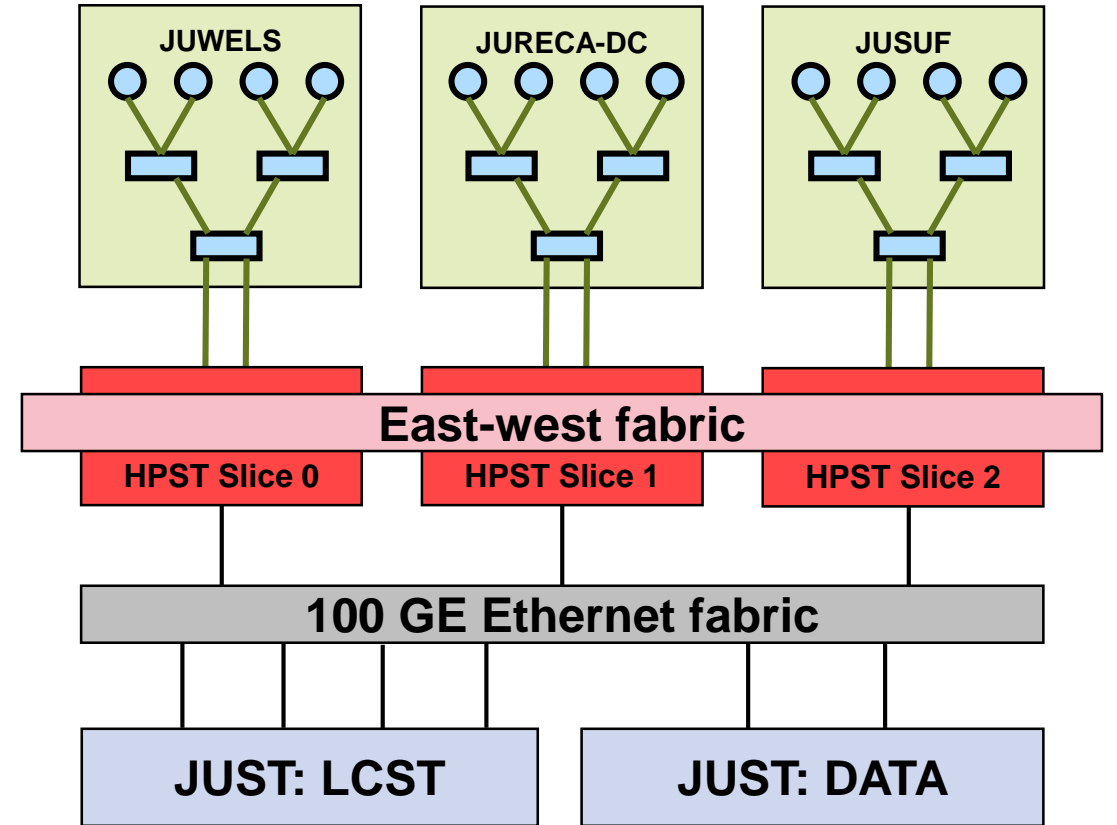 JUWELS
JURECA-DC
JUSUF
East-west fabric
HPST Slice 0
HPST Slice 1
HPST Slice 2
100 GE Ethernet fabric
JUST: LCST
JUST: DATA